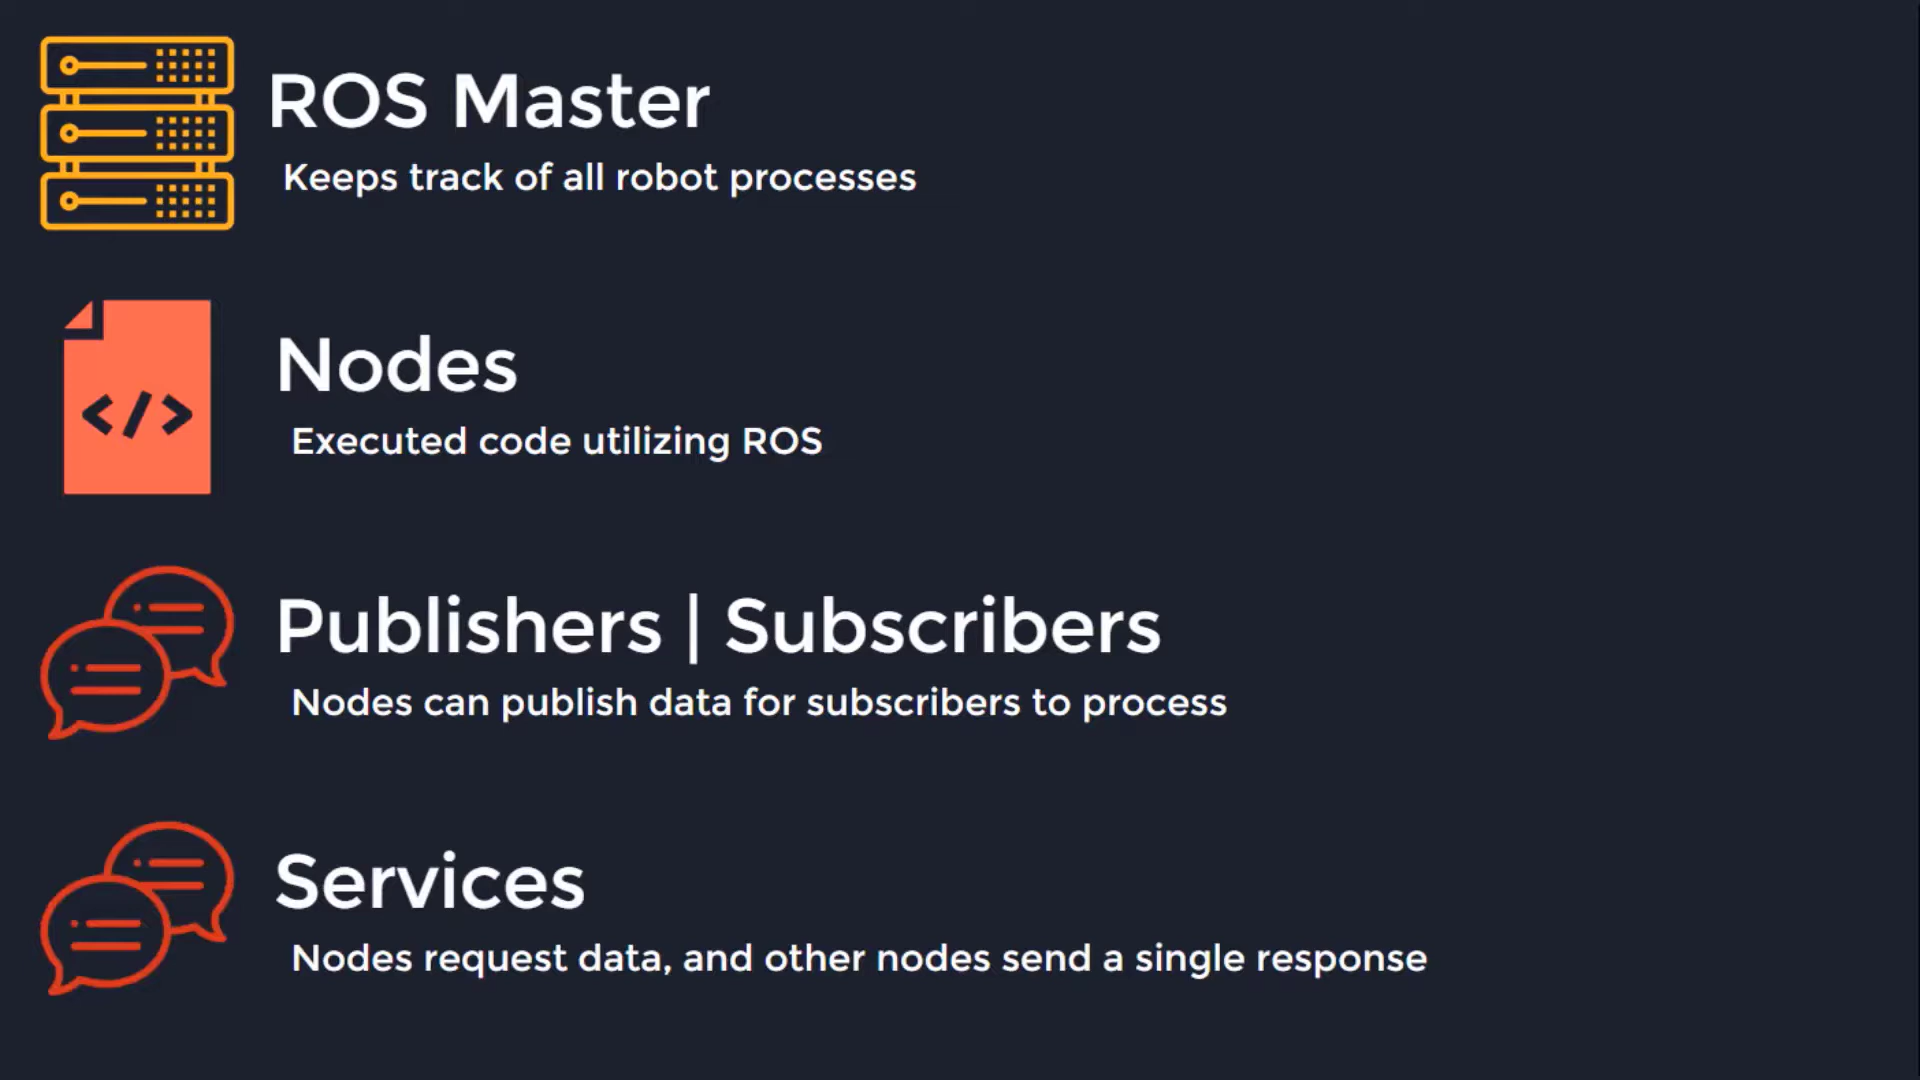 ROS Master
Keeps track of all robot processes
</>
Nodes
Executed code utilizing ROS
Publishers | Subscribers
Nodes can publish data for subscribers to process
Services
Nodes request data, and other nodes send a single response